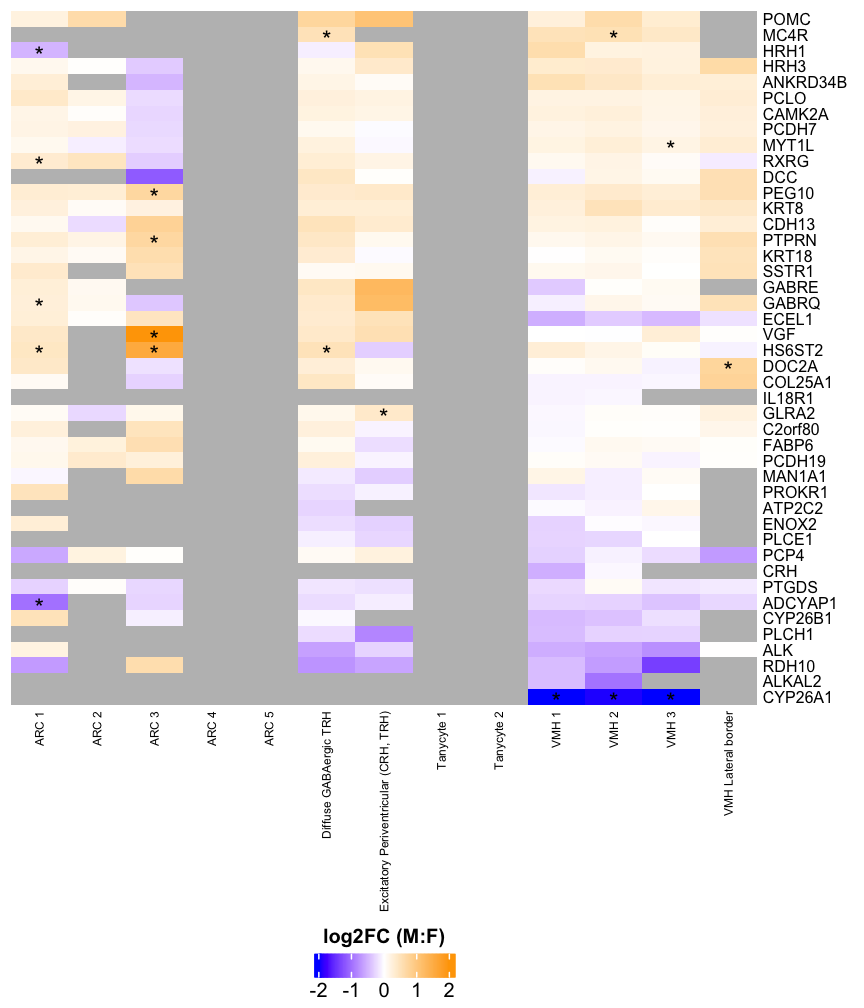 POMC
* * MC4R
* HRH1
HRH3
ANKRD34B
PCLO
CAMK2A
PCDH7
* MYT1L
* RXRG
DCC
* PEG10
KRT8
CDH13
* PTPRN
KRT18
SSTR1
GABRE
* GABRQ
ECEL1
* VGF
* * * HS6ST2
* DOC2A
COL25A1
IL18R1
* GLRA2
C2orf80
FABP6
PCDH19
MAN1A1
PROKR1
ATP2C2
ENOX2
PLCE1
PCP4
CRH
PTGDS
* ADCYAP1
CYP26B1
PLCH1
ALK
RDH10
ALKAL2
* * * CYP26A1
ARC 1
ARC 2
ARC 3
ARC 4
ARC 5
Diffuse GABAergic TRH
Excitatory Periventricular (CRH, TRH)
Tanycyte 1
Tanycyte 2
VMH 1
VMH 2
VMH 3
VMH Lateral border
log2FC (M:F)
-2 -1 0 1 2